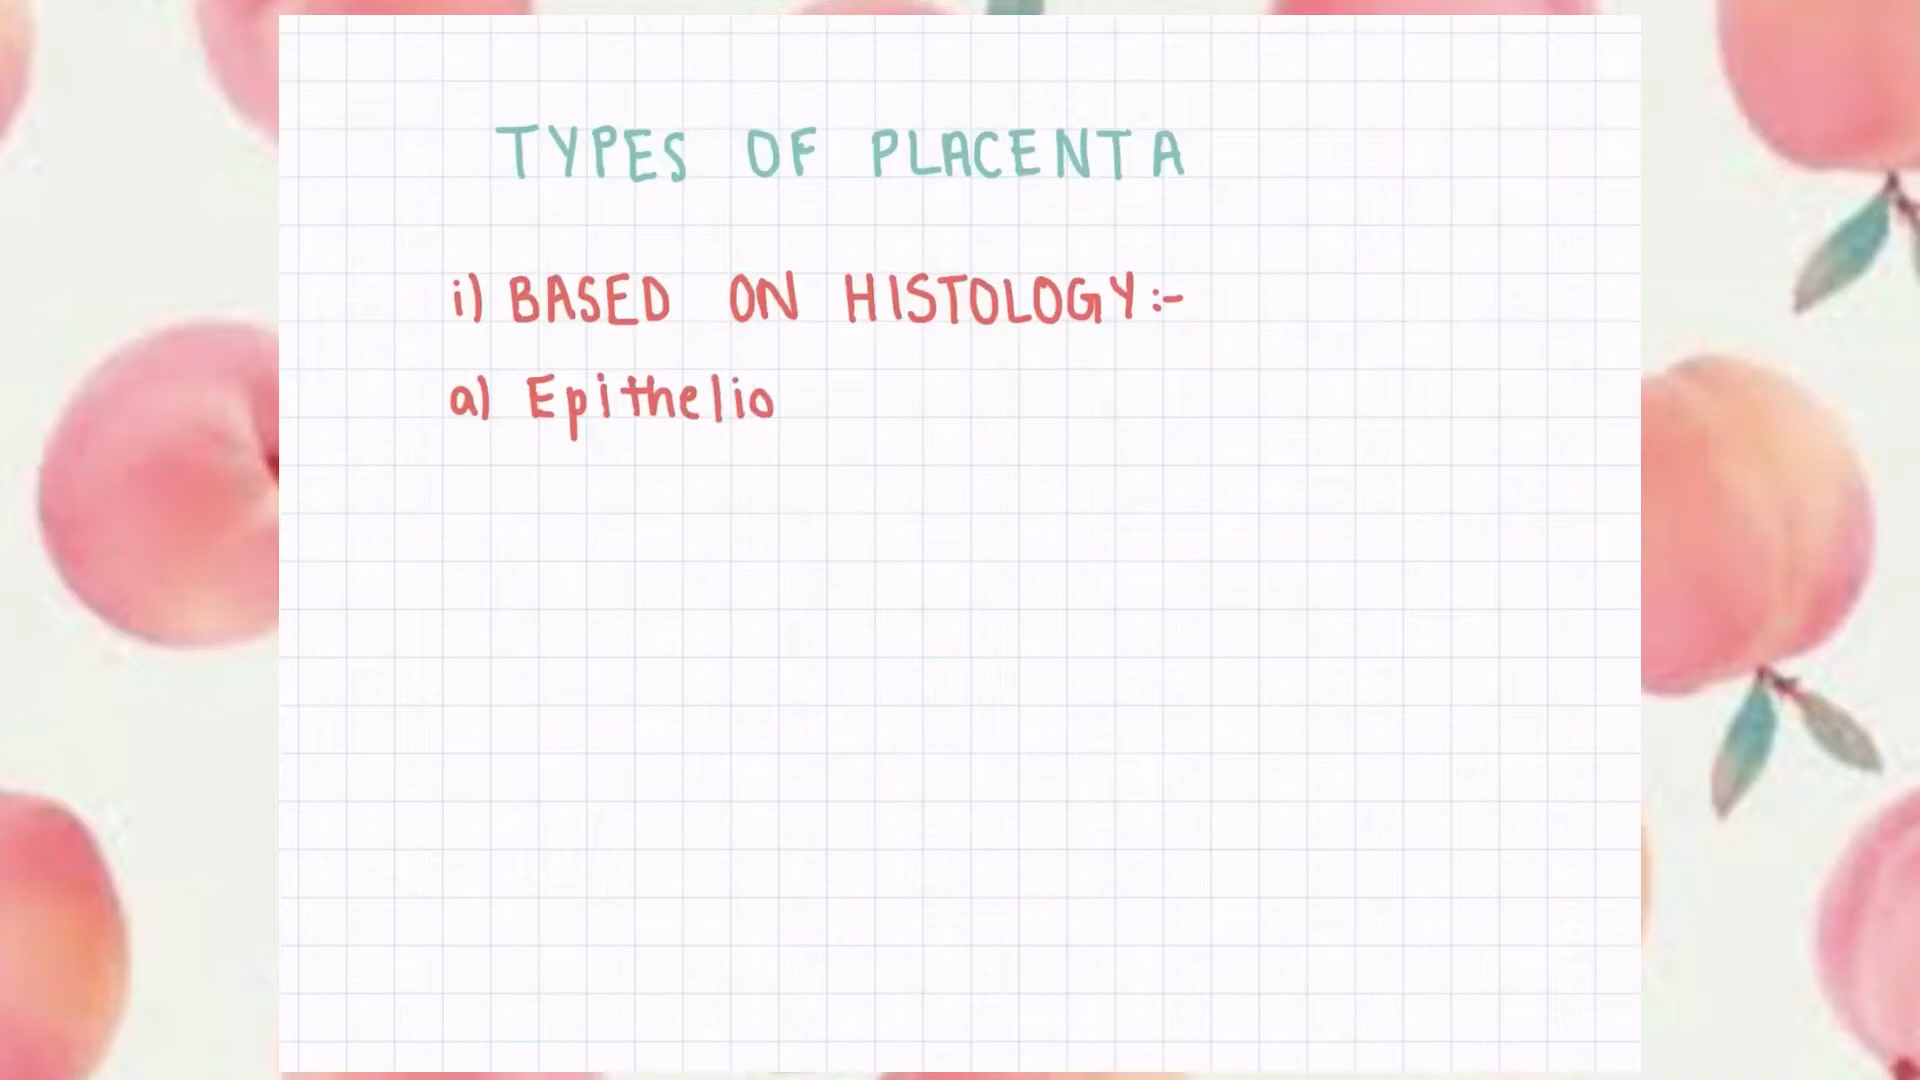 TYPES OF PLACENTA
i) BASED ON HISTOLOGY:-
a) Epithelio